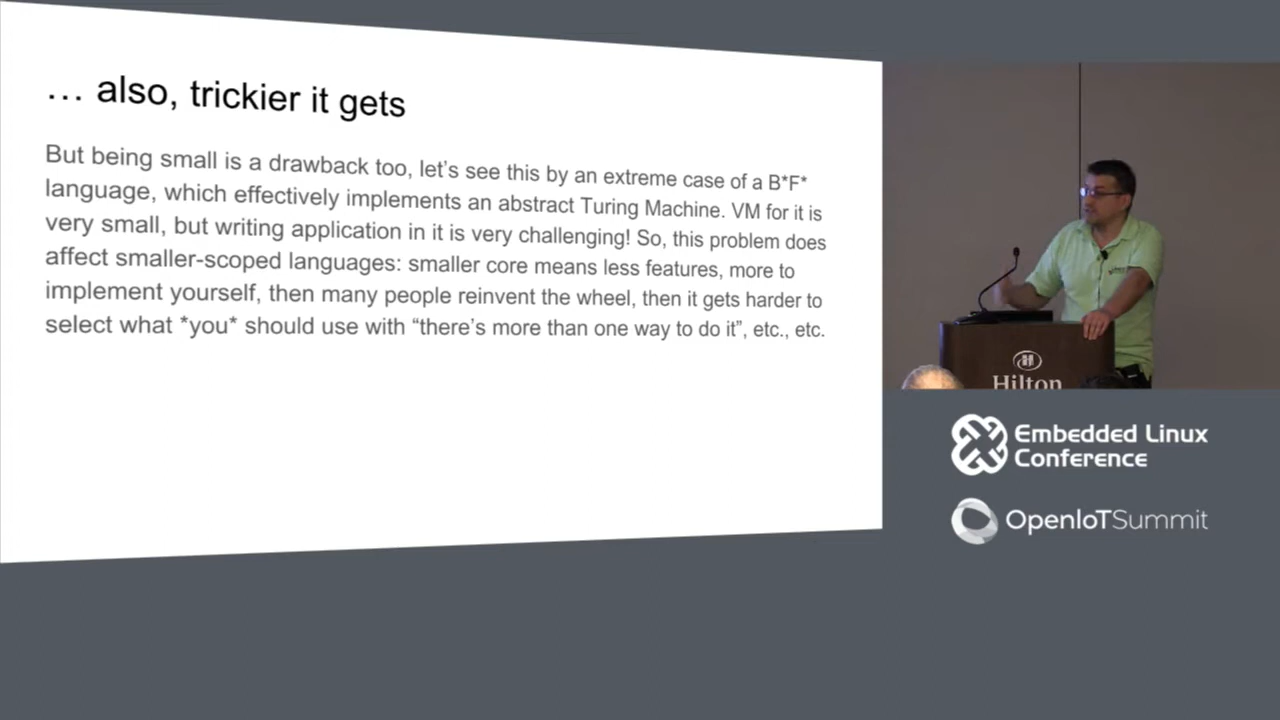 … also, trickier it gets
But being small is a drawback too, let’s see this by an extreme case of a B*F*
language, which effectively implements an abstract Turing Machine. VM for it is
very small, but writing application in it is very challenging! So, this problem does
affect smaller-scoped languages: smaller core means less features, more to
implement yourself, then many people reinvent the wheel, then it gets harder to
select what *you* should use with “there’s more than one way to do it”, etc., etc.
Hilton
Embedded Linux
Conference
OpenIoTSummit